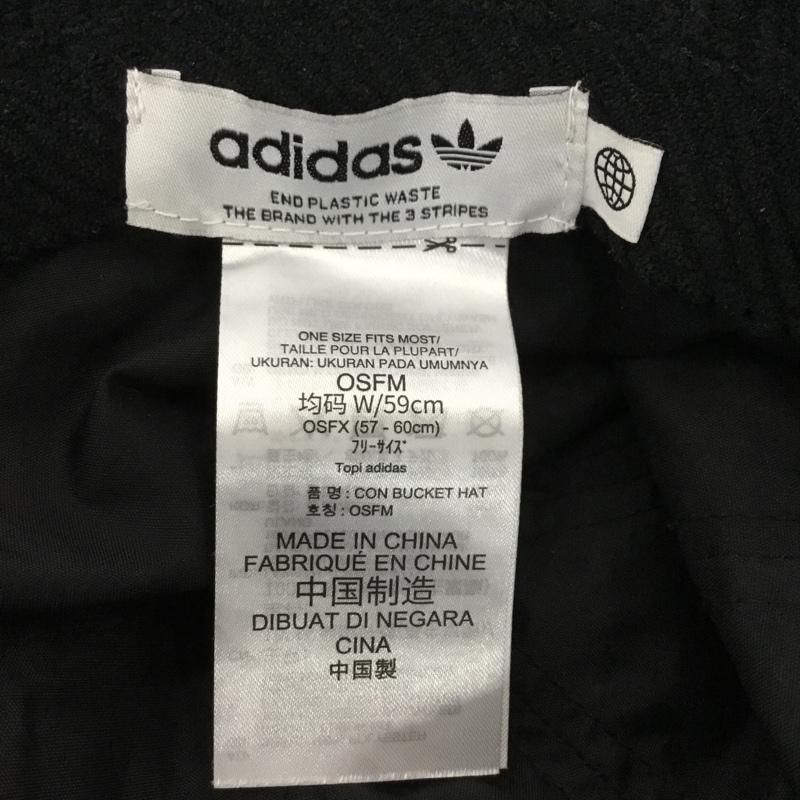 adidas
END PLASTIC WASTE
THE BRAND WITH THE 3 STRIPES
ONE SIZE FITS MOST/
TAILLE POUR LA PLUPART/
UKURAN: UKURAN PADA UMUMNYA
OSFM
均码 W/59cm
OSFX (57 - 60cm)
ﾌﾘｰｻｲｽﾞ
Topi adidas
품 명 : CON BUCKET HAT
호칭 : OSFM
MADE IN CHINA
FABRIQUÉ EN CHINE
中国制造
DIBUAT DI NEGARA
CINA
中国製